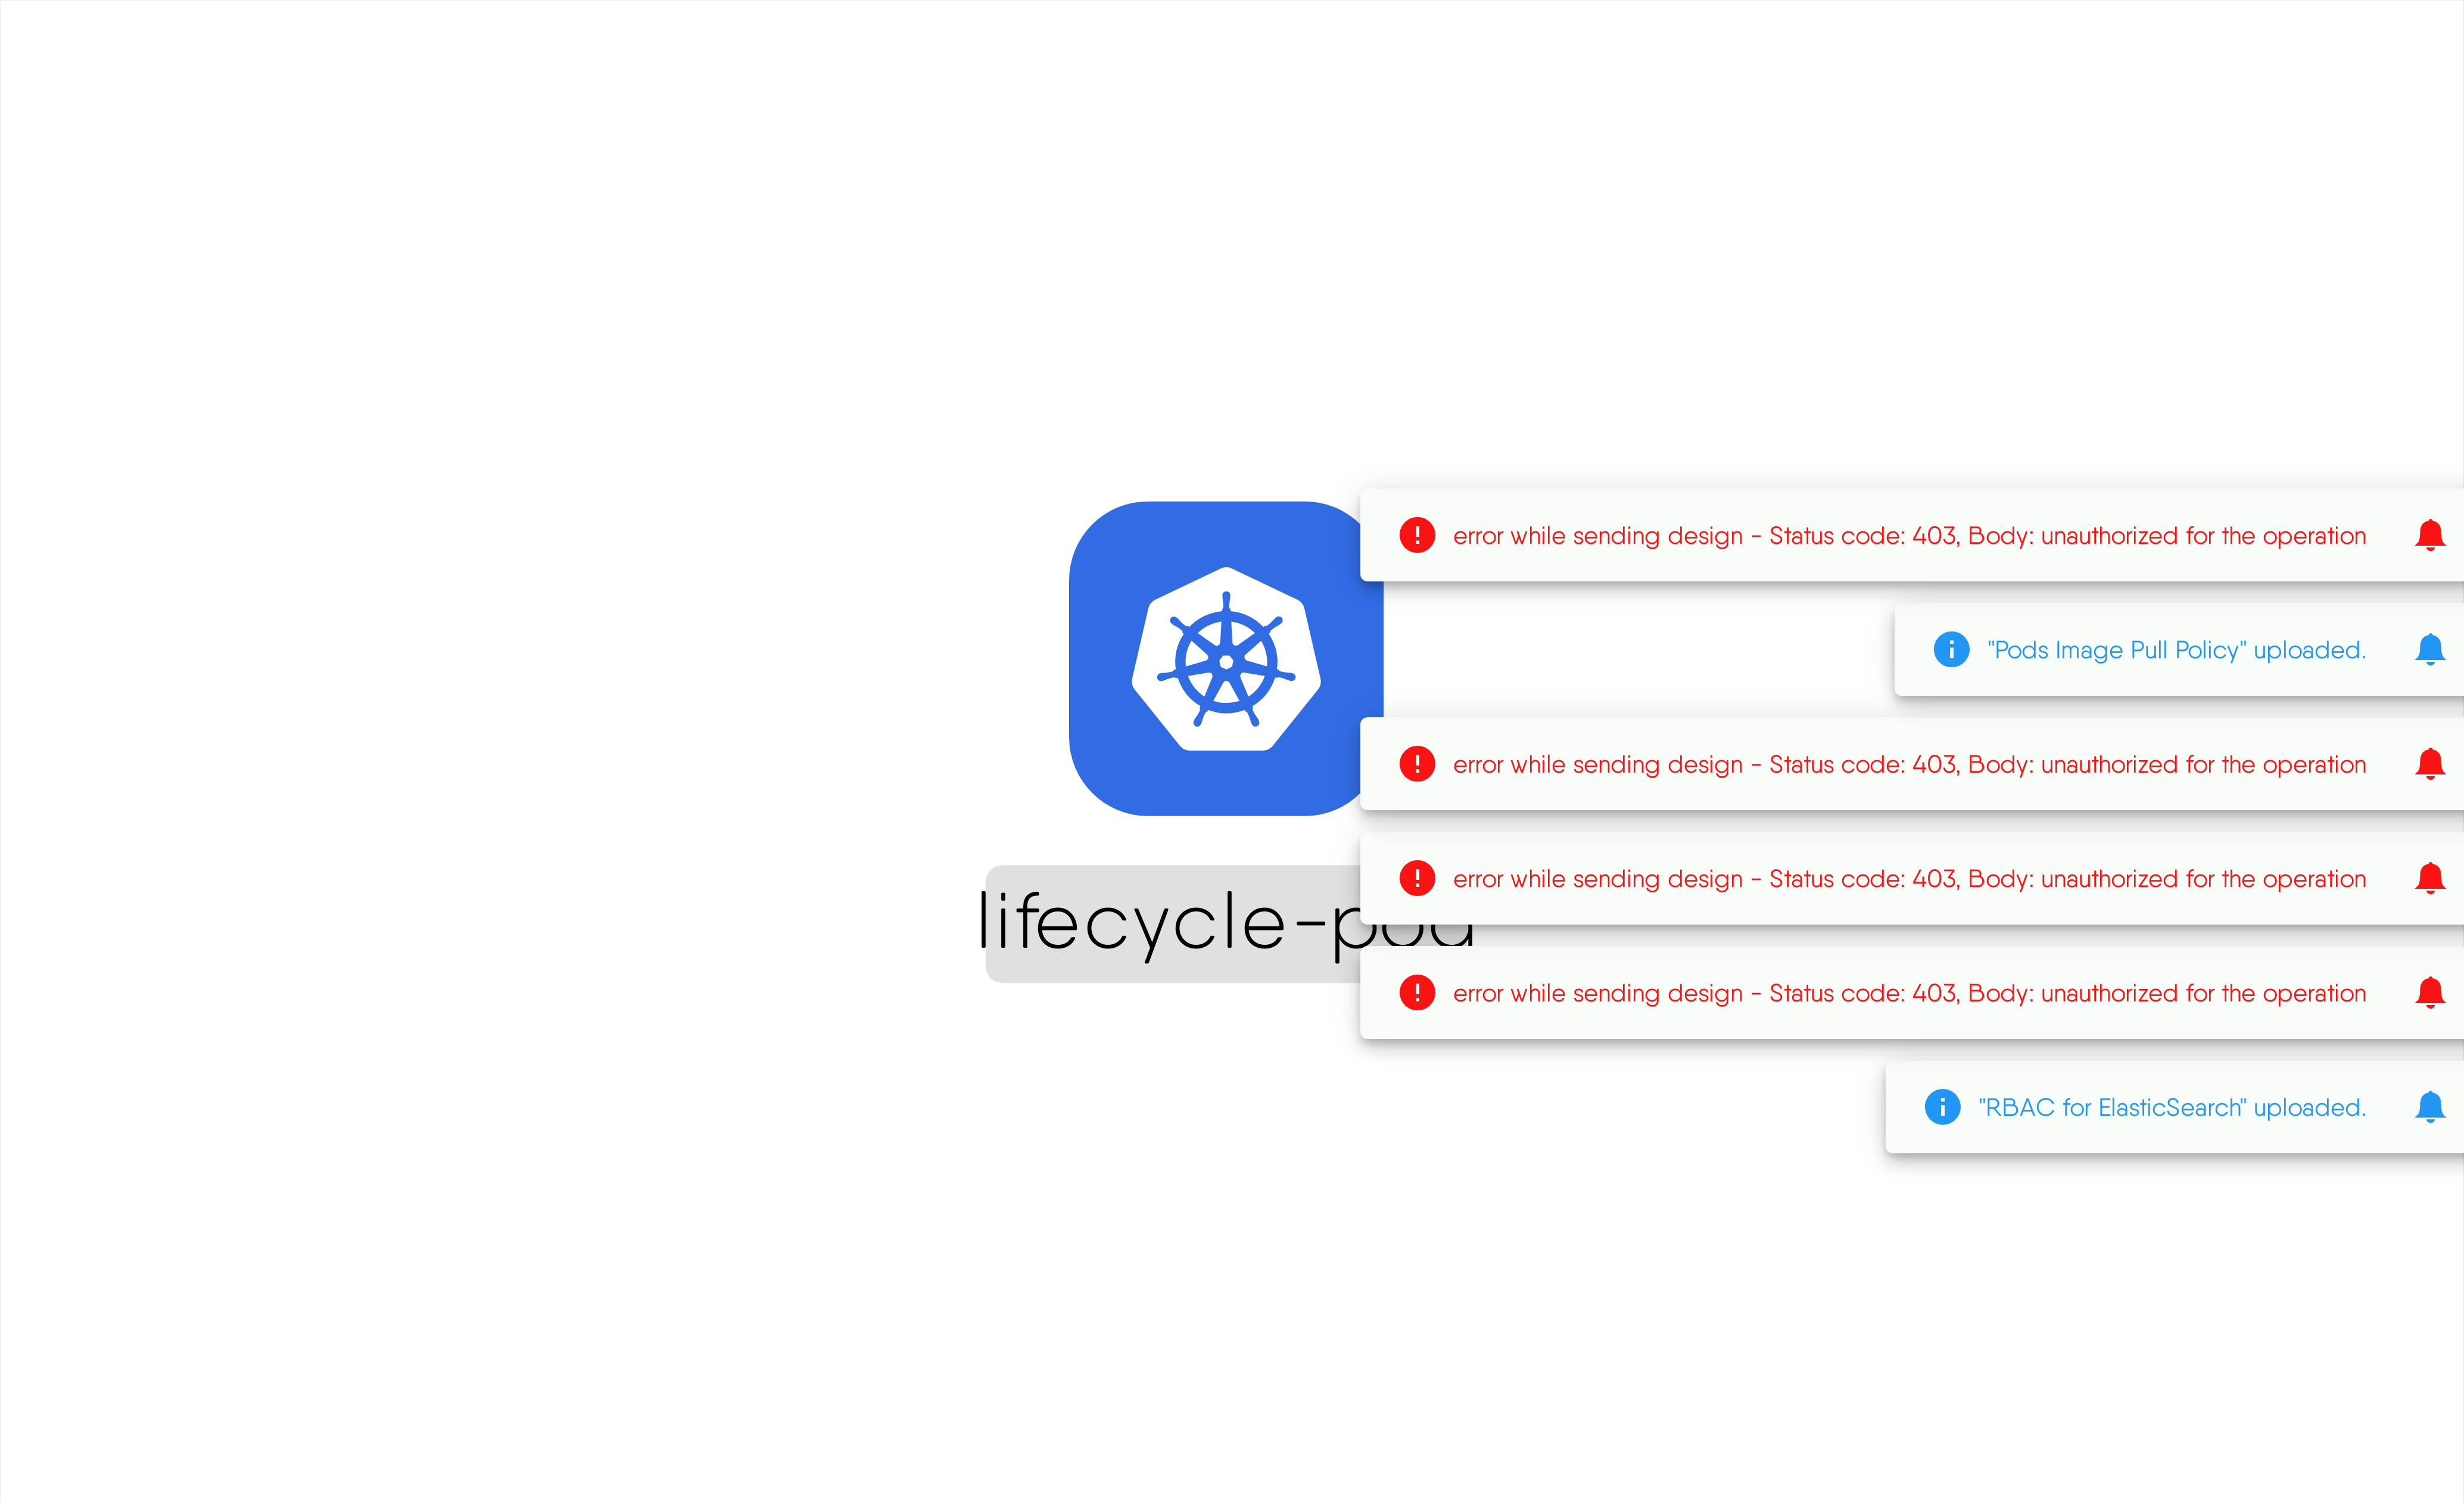 error while sending design - Status code: 403, Body: unauthorized for the operation
"Pods Image Pull Policy" uploaded.
error while sending design - Status code: 403, Body: unauthorized for the operation
error while sending design - Status code: 403, Body: unauthorized for the operation
lifecycle-pod
error while sending design - Status code: 403, Body: unauthorized for the operation
"RBAC for ElasticSearch" uploaded.